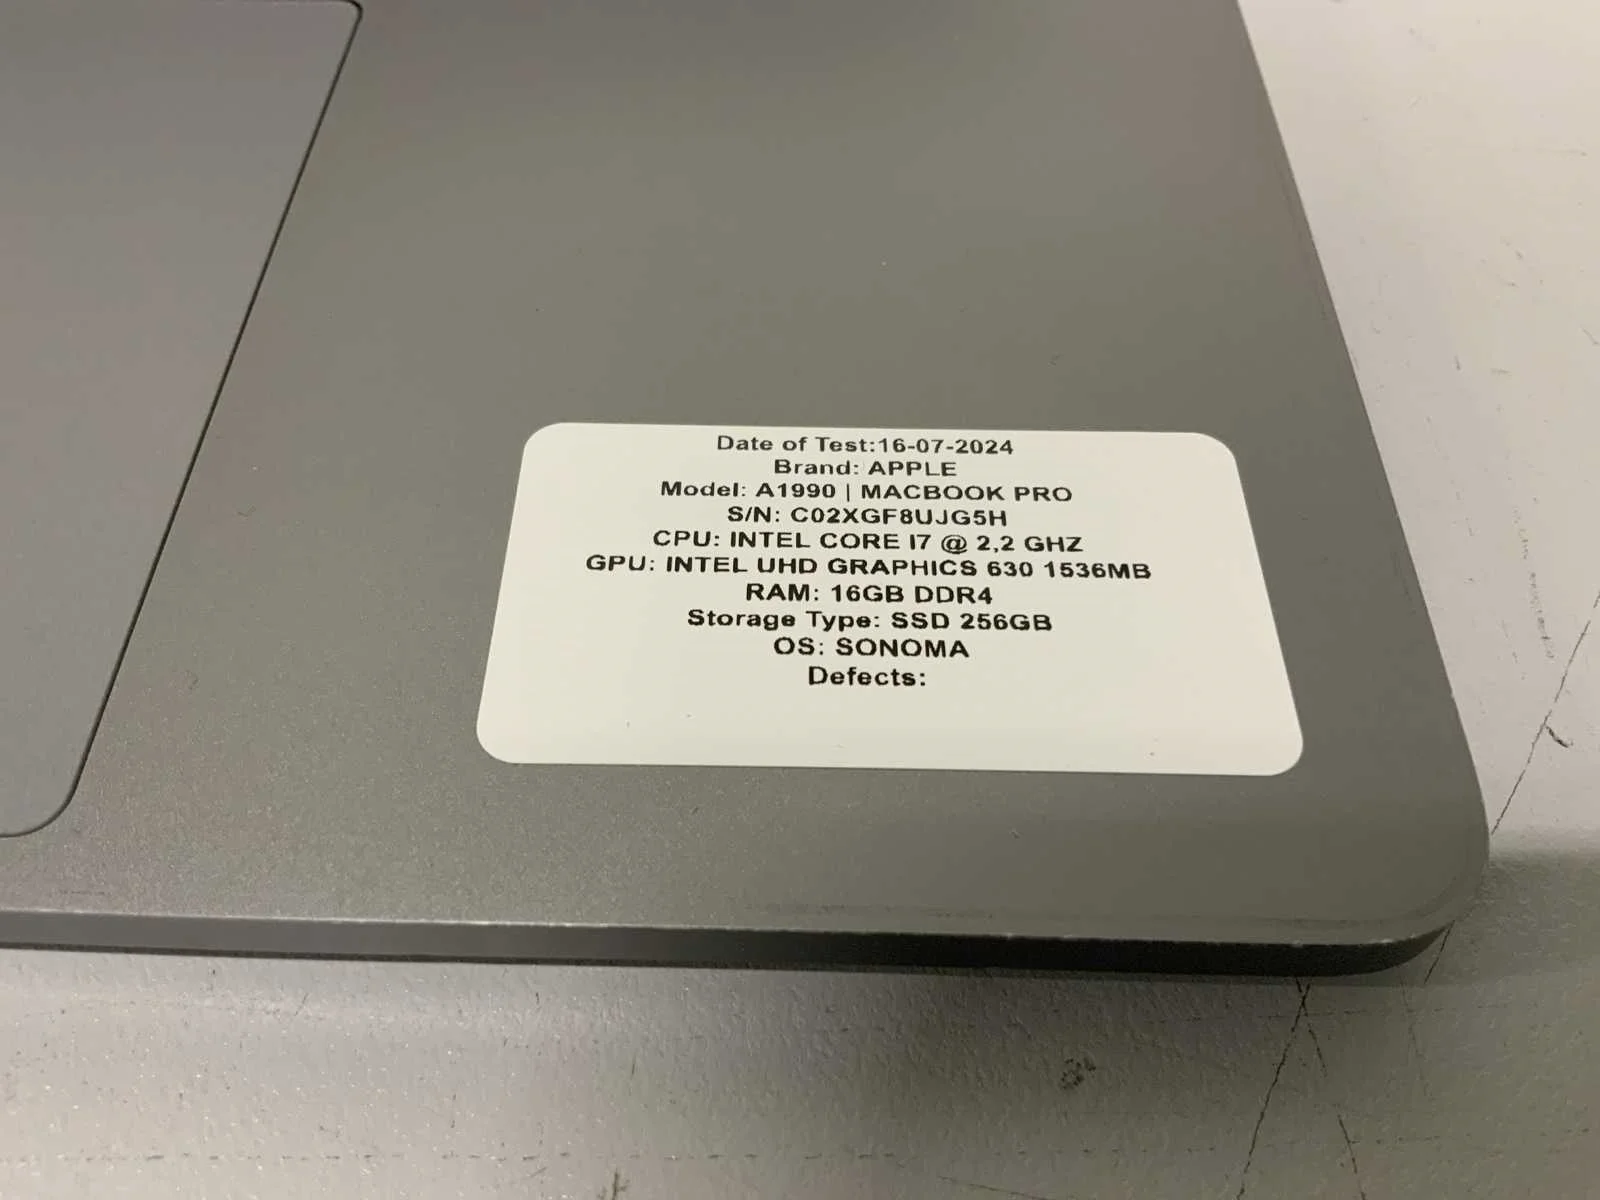 Date of Test:16-07-2024
Brand: APPLE
Model: A1990 | MACBOOK PRO
S/N: C02XGF8UJG5H
CPU: INTEL CORE I7 @ 2,2 GHZ
GPU: INTEL UHD GRAPHICS 630 1536MB
RAM: 16GB DDR4
Storage Type: SSD 256GB
OS: SONOMA
Defects: